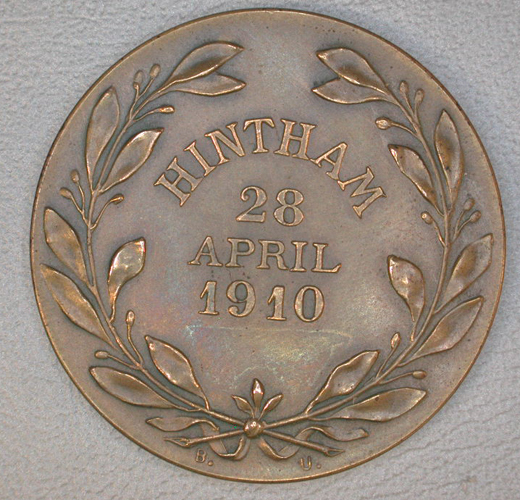 HINTHAM
28
APRIL
1910
B. U.